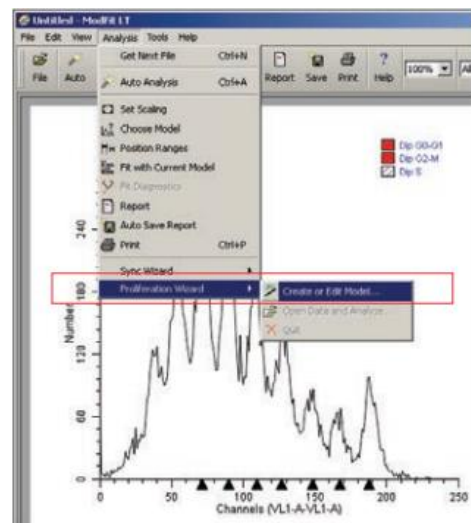 Untitled - ModFit LT
File Edit View Analysis Tools Help
File Auto Report Save Print Help 100%
Get Next File Ctrl+N
Auto Analysis Ctrl+A
Set Scaling
Choose Model
Position Ranges
Fit with Current Model
Fit Diagnostics
Report
Auto Save Report
Print Ctrl+P
Sync Wizard
Proliferation Wizard
Create or Edit Model...
Open Data and Analyze...
Quit
Dip G0-G1
Dip G2-M
Dip S
Number
240
180
120
60
0
0 50 100 150 200 250
Channels (VL1-A-VL1-A)